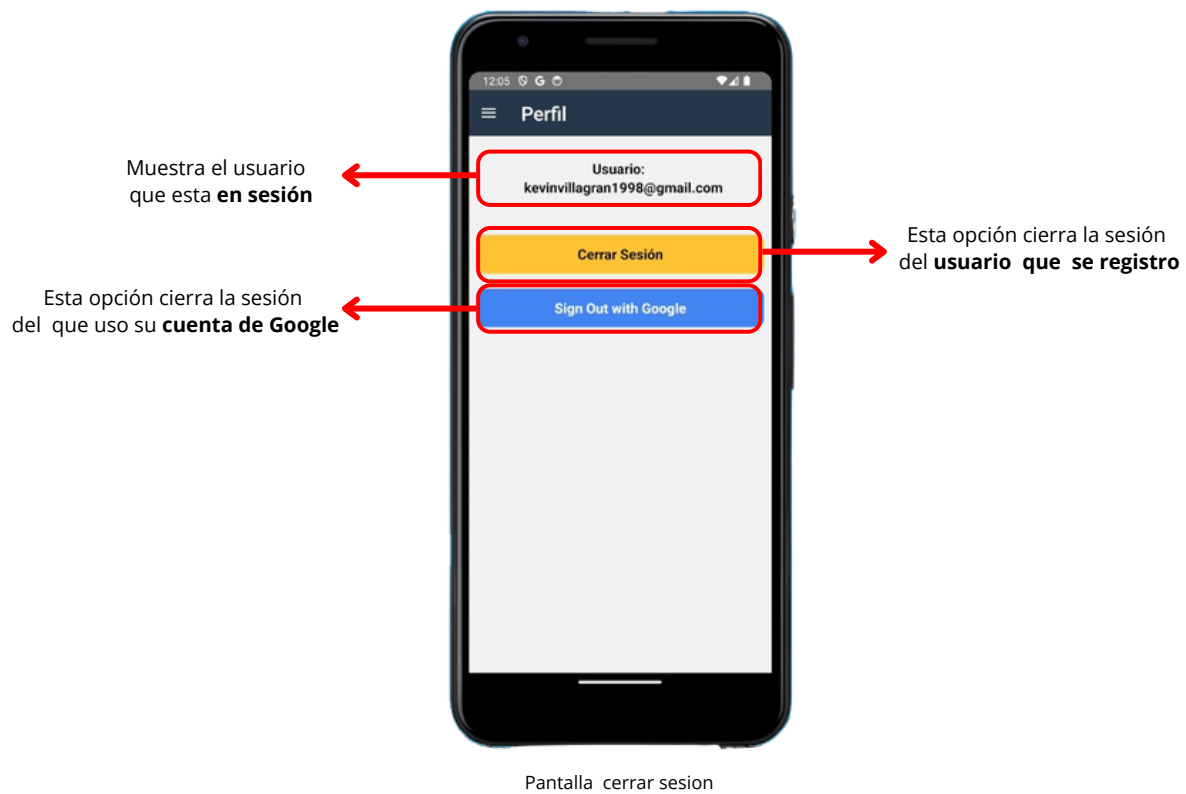 12:05
Perfil
Usuario:
kevinvillagran1998@gmail.com
Cerrar Sesión
Sign Out with Google
Muestra el usuario
que esta en sesión
Esta opción cierra la sesión
del usuario que se registro
Esta opción cierra la sesión
del que uso su cuenta de Google
Pantalla cerrar sesion